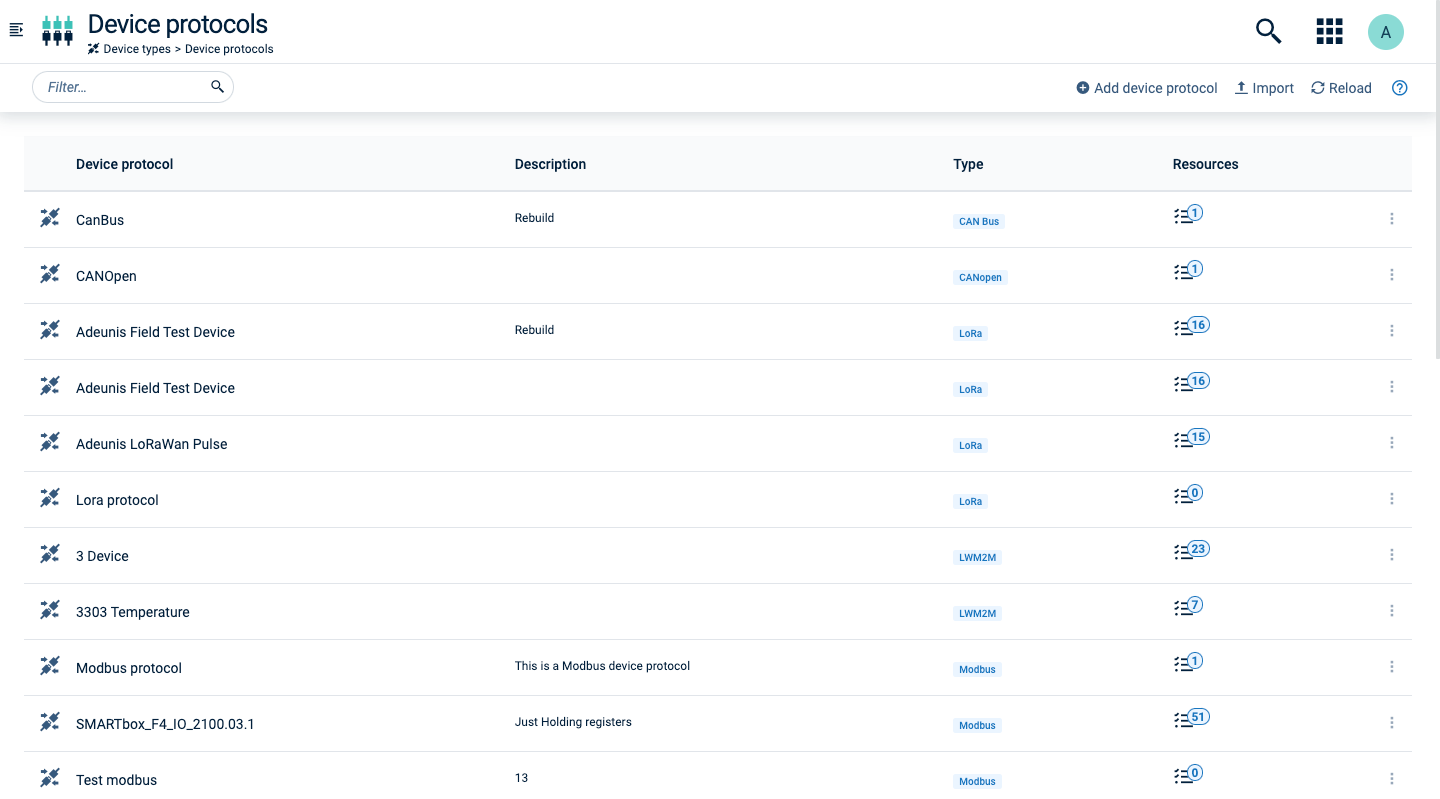 Device protocols
Device types > Device protocols
A
Filter...
Add device protocol
Import
Reload
?
Device protocol Description Type Resources
CanBus Rebuild CAN Bus 1
CANOpen CANopen 1
Adeunis Field Test Device Rebuild LoRa 16
Adeunis Field Test Device LoRa 16
Adeunis LoRaWan Pulse LoRa 15
Lora protocol LoRa 0
3 Device LWM2M 23
3303 Temperature LWM2M 7
Modbus protocol This is a Modbus device protocol Modbus 1
SMARTbox_F4_IO_2100.03.1 Just Holding registers Modbus 51
Test modbus 13 Modbus 0